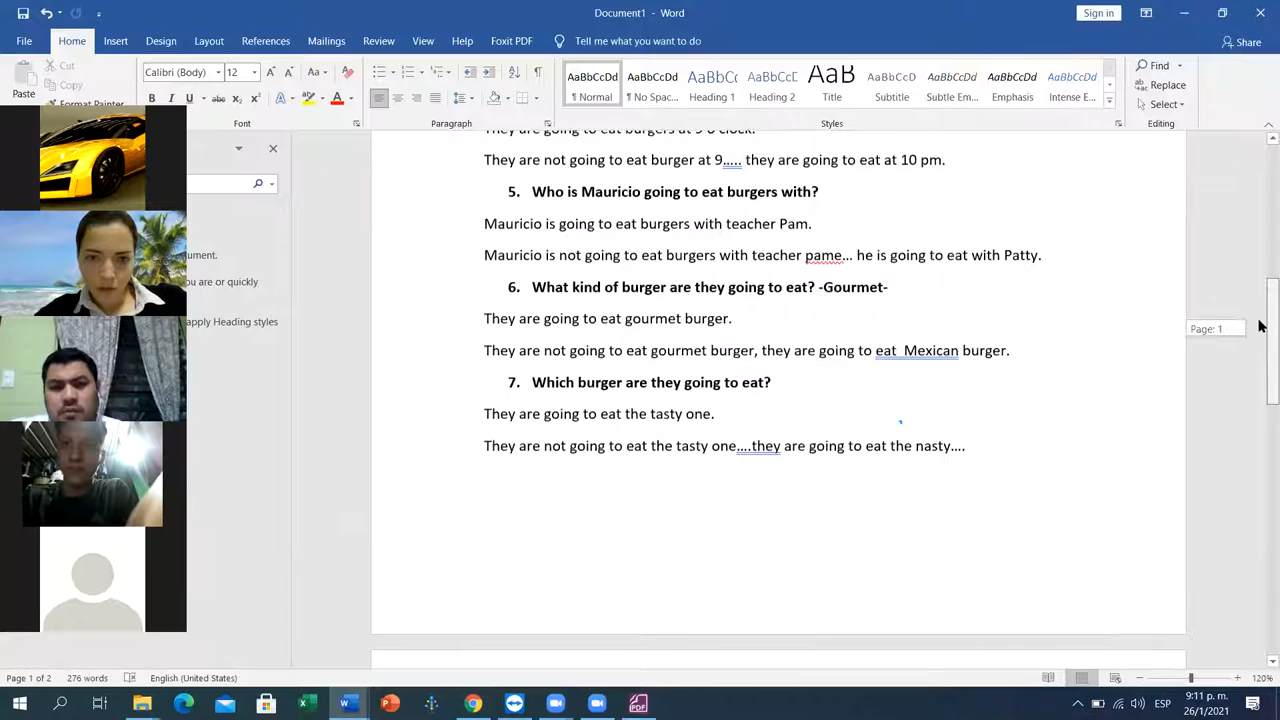 Document1 - Word
Sign in
File Home Insert Design Layout References Mailings Review View Help Foxit PDF Tell me what you want to do Share
Cut
Copy
Paste
Format Painter
Calibri (Body) 12
Font
Paragraph
AaBbCcDd AaBbCcDd AaBbCc AaBbCcD AaB AaBbCcD AaBbCcDd AaBbCcDd AaBbCcDd
¶ Normal ¶ No Spac... Heading 1 Heading 2 Title Subtitle Subtle Em... Emphasis Intense E...
Styles
Find
Replace
Select
Editing
They are going to eat burgers at 9 o clock.
They are not going to eat burger at 9..... they are going to eat at 10 pm.
5. Who is Mauricio going to eat burgers with?
Mauricio is going to eat burgers with teacher Pam.
Mauricio is not going to eat burgers with teacher pame... he is going to eat with Patty.
6. What kind of burger are they going to eat? -Gourmet-
They are going to eat gourmet burger.
They are not going to eat gourmet burger, they are going to eat  Mexican burger.
7. Which burger are they going to eat?
They are going to eat the tasty one.
They are not going to eat the tasty one....they are going to eat the nasty....
ument.
u are or quickly
apply Heading styles
Page: 1
Page 1 of 2 276 words English (United States) 120%
ESP 9:11 p. m. 26/1/2021